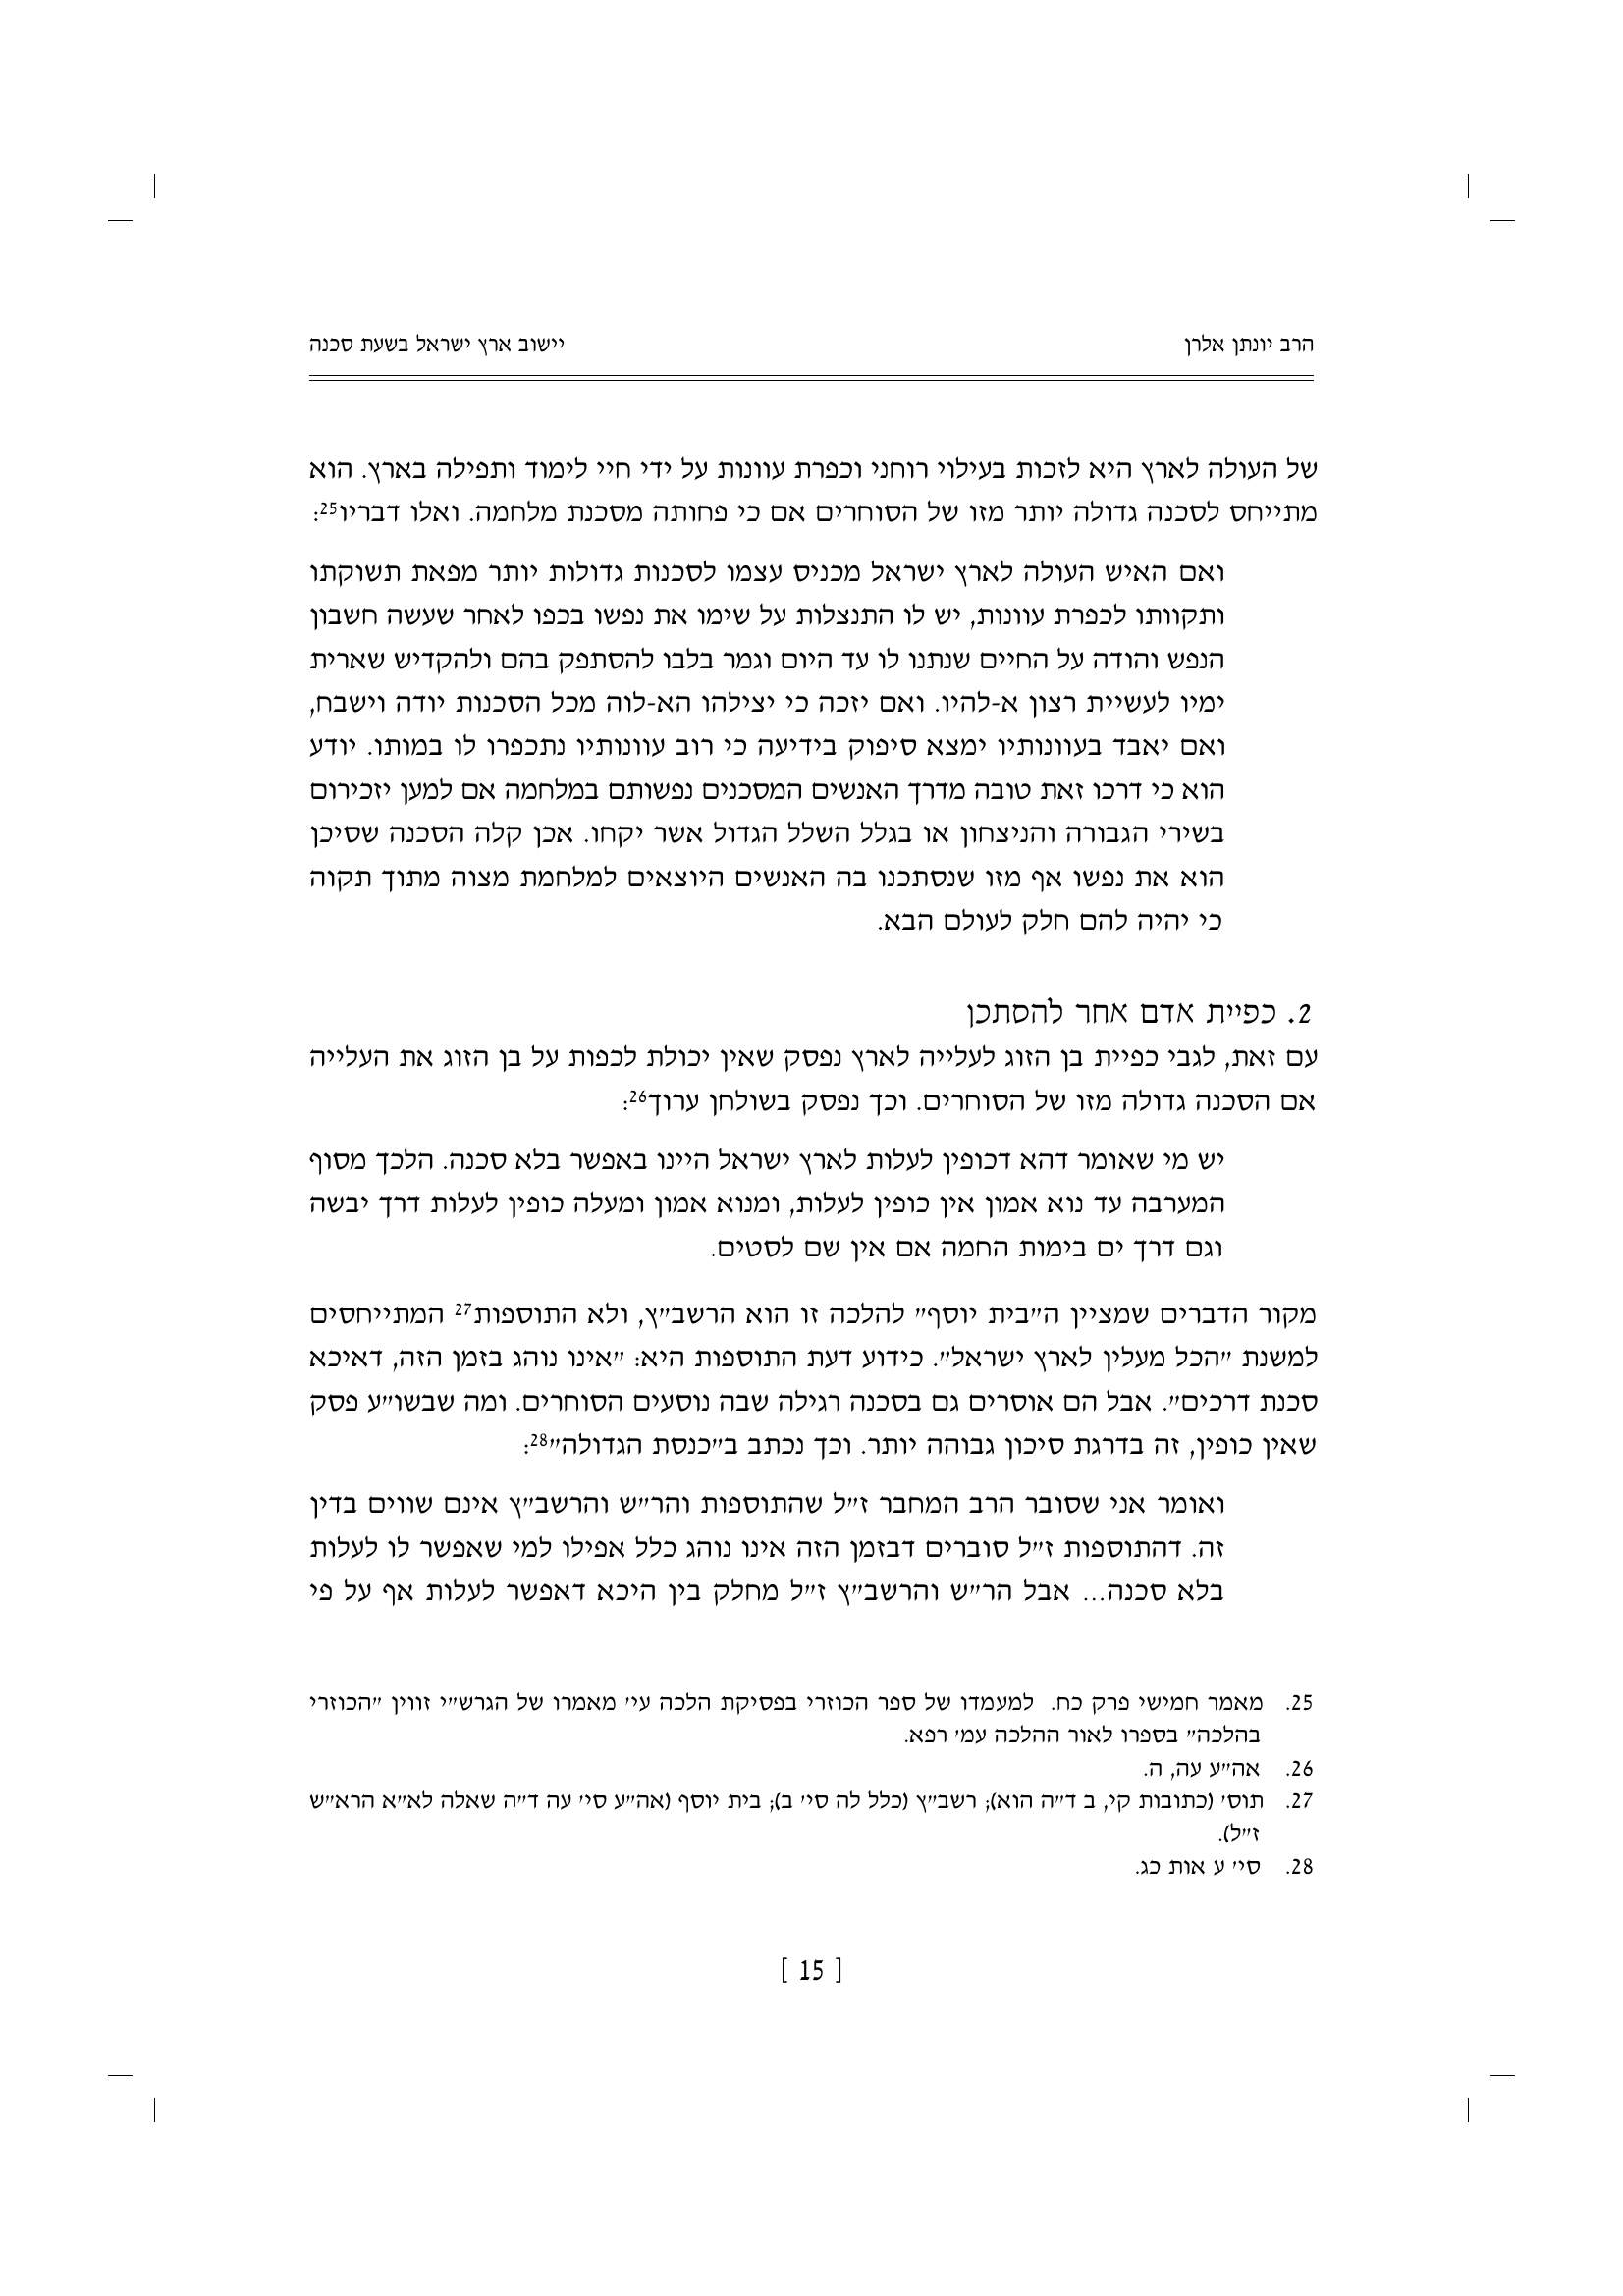 הרב יונתן אלרן
יישוב ארץ ישראל בשעת סכנה
של העולה לארץ היא לזכות בעילוי רוחני וכפרת עוונות על ידי חיי לימוד ותפילה בארץ. הוא
מתייחס לסכנה גדולה יותר מזו של הסוחרים אם כי פחותה מסכנת מלחמה. ואלו דבריו25:
ואם האיש העולה לארץ ישראל מכניס עצמו לסכנות גדולות יותר מפאת תשוקתו
ותקוותו לכפרת עוונות, יש לו התנצלות על שימו את נפשו בכפו לאחר שעשה חשבון
הנפש והודה על החיים שנתנו לו עד היום וגמר בלבו להסתפק בהם ולהקדיש שארית
ימיו לעשיית רצון א-להיו. ואם יזכה כי יצילהו הא-לוה מכל הסכנות יודה וישבח,
ואם יאבד בעוונותיו ימצא סיפוק בידיעה כי רוב עוונותיו נתכפרו לו במותו. יודע
הוא כי דרכו זאת טובה מדרך האנשים המסכנים נפשותם במלחמה אם למען יזכירום
בשירי הגבורה והניצחון או בגלל השלל הגדול אשר יקחו. אכן קלה הסכנה שסיכן
הוא את נפשו אף מזו שנסתכנו בה האנשים היוצאים למלחמת מצוה מתוך תקוה
כי יהיה להם חלק לעולם הבא.
2. כפיית אדם אחר להסתכן
עם זאת, לגבי כפיית בן הזוג לעלייה לארץ נפסק שאין יכולת לכפות על בן הזוג את העלייה
אם הסכנה גדולה מזו של הסוחרים. וכך נפסק בשולחן ערוך26:
יש מי שאומר דהא דכופין לעלות לארץ ישראל היינו באפשר בלא סכנה. הלכך מסוף
המערבה עד נוא אמון אין כופין לעלות, ומנוא אמון ומעלה כופין לעלות דרך יבשה
וגם דרך ים בימות החמה אם אין שם לסטים.
מקור הדברים שמציין ה"בית יוסף" להלכה זו הוא הרשב"ץ, ולא התוספות27 המתייחסים
למשנת "הכל מעלין לארץ ישראל". כידוע דעת התוספות היא: "אינו נוהג בזמן הזה, דאיכא
סכנת דרכים". אבל הם אוסרים גם בסכנה רגילה שבה נוסעים הסוחרים. ומה שבשו"ע פסק
שאין כופין, זה בדרגת סיכון גבוהה יותר. וכך נכתב ב"כנסת הגדולה"28:
ואומר אני שסובר הרב המחבר ז"ל שהתוספות והר"ש והרשב"ץ אינם שווים בדין
זה. דהתוספות ז"ל סוברים דבזמן הזה אינו נוהג כלל אפילו למי שאפשר לו לעלות
בלא סכנה... אבל הר"ש והרשב"ץ ז"ל מחלק בין היכא דאפשר לעלות אף על פי
25. מאמר חמישי פרק כח. למעמדו של ספר הכוזרי בפסיקת הלכה עי' מאמרו של הגרש"י זווין "הכוזרי
בהלכה" בספרו לאור ההלכה עמ' רפא.
26. אה"ע עה, ה.
27. תוס' (כתובות קי, ב ד"ה הוא); רשב"ץ (כלל לה סי' ב); בית יוסף (אה"ע סי' עה ד"ה שאלה לא"א הרא"ש
ז"ל).
28. סי' ע אות כג.
[ 15 ]